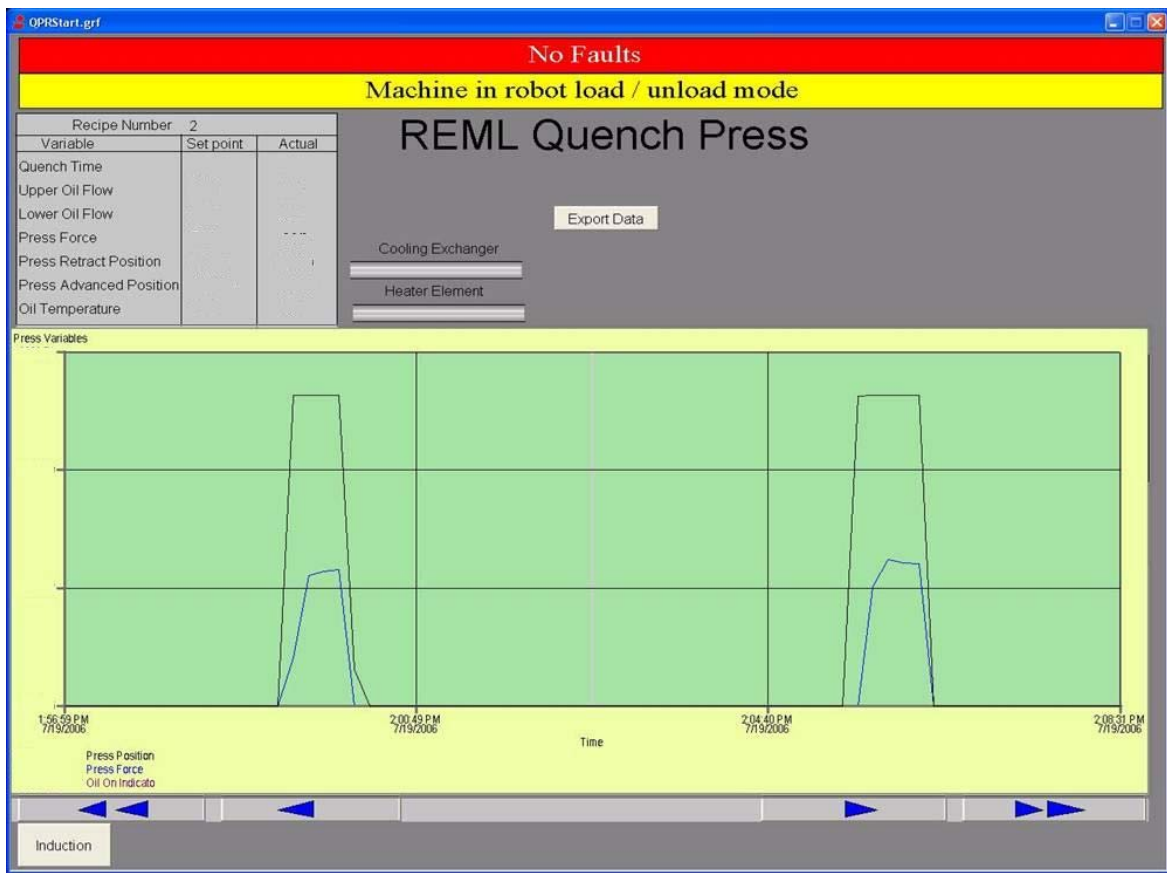 QPRStart.grf
No Faults
Machine in robot load / unload mode
Recipe Number 2
Variable Set point Actual
REML Quench Press
Quench Time
Upper Oil Flow
Lower Oil Flow
Press Force
Press Retract Position
Press Advanced Position
Oil Temperature
Export Data
Cooling Exchanger
Heater Element
Press Variables
1:56:59 PM 2:00:49 PM 2:04:40 PM 2:08:31 PM
7/19/2006 7/19/2006 7/19/2006 7/19/2006
Time
Press Position
Press Force
Oil On Indicato
Induction